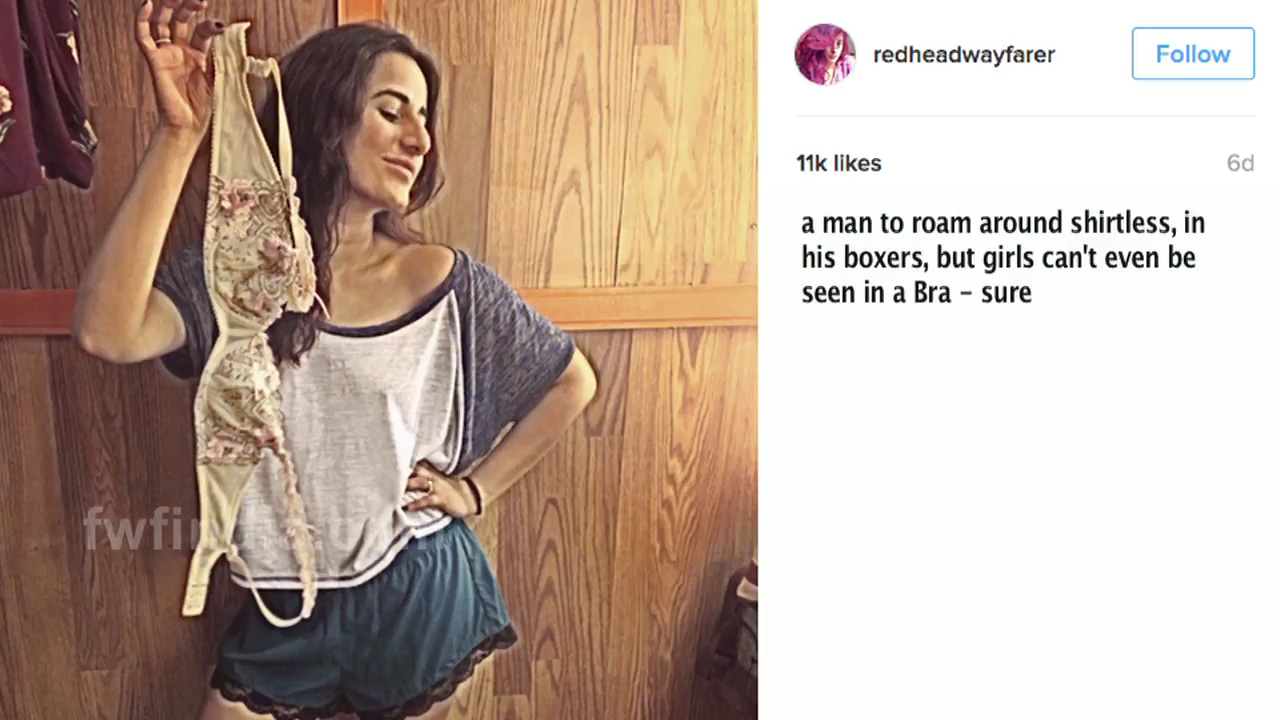 redheadwayfarer
Follow
11k likes
6d
a man to roam around shirtless, in
his boxers, but girls can't even be
seen in a Bra – sure